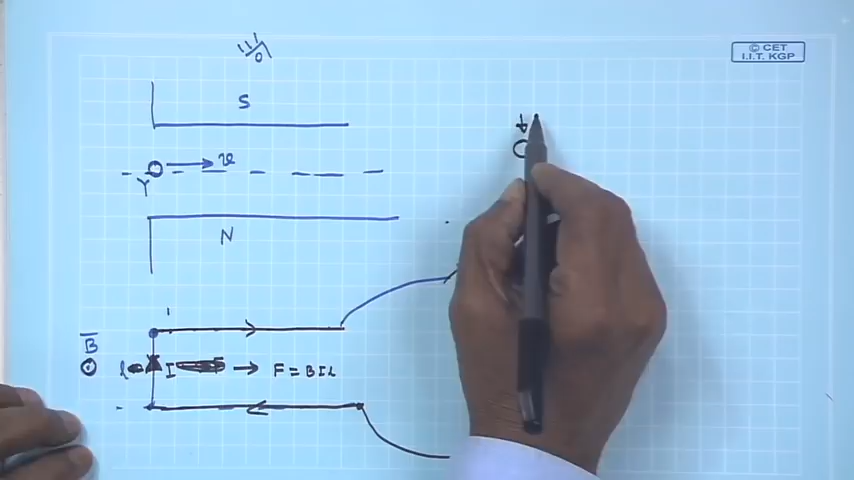 © CET
I.I.T. KGP
S
v
Y
N
B
l I F = BIL